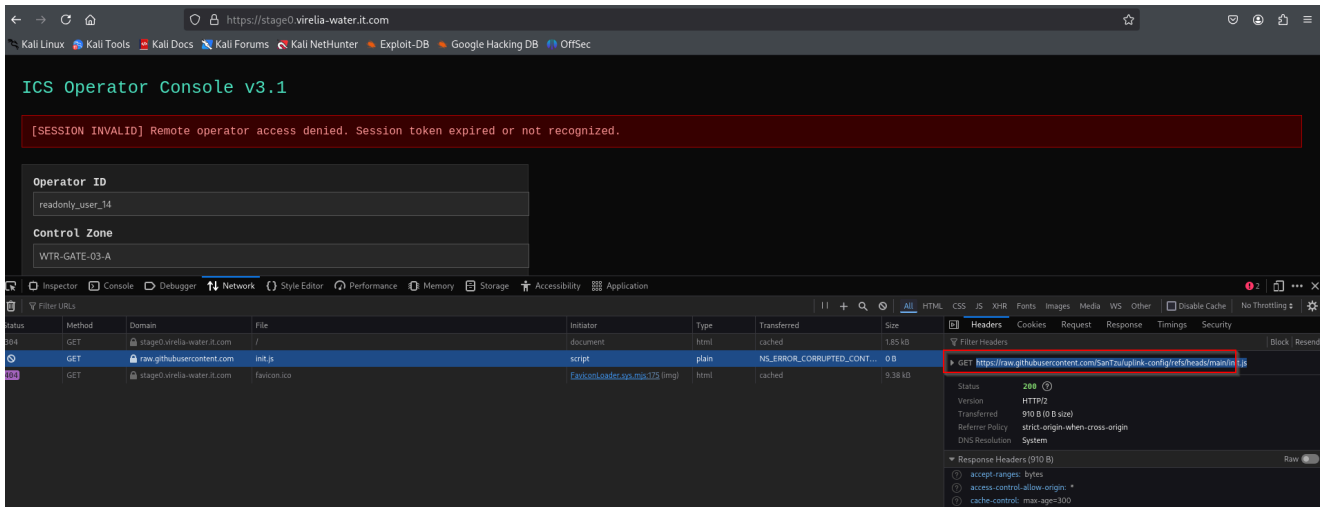 https://stage0.virelia-water.it.com
Kali Linux Kali Tools Kali Docs Kali Forums Kali NetHunter Exploit-DB Google Hacking DB OffSec
ICS Operator Console v3.1
[SESSION INVALID] Remote operator access denied. Session token expired or not recognized.
Operator ID
readonly_user_14
Control Zone
WTR-GATE-03-A
Inspector Console Debugger Network Style Editor Performance Memory Storage Accessibility Application 2
Filter URLs All HTML CSS JS XHR Fonts Images Media WS Other Disable Cache No Throttling
Status Method Domain File Initiator Type Transferred Size
304 GET stage0.virelia-water.it.com / document html cached 1.85 kB
GET raw.githubusercontent.com init.js script plain NS_ERROR_CORRUPTED_CONT... 0 B
404 GET stage0.virelia-water.it.com favicon.ico FaviconLoader.sys.mjs:175 (img) html cached 9.38 kB
Headers Cookies Request Response Timings Security
Filter Headers Block Resend
GET https://raw.githubusercontent.com/SanTzu/uplink-config/refs/heads/main/init.js
Status 200
Version HTTP/2
Transferred 910 B (0 B size)
Referrer Policy strict-origin-when-cross-origin
DNS Resolution System
Response Headers (910 B) Raw
accept-ranges: bytes
access-control-allow-origin: *
cache-control: max-age=300